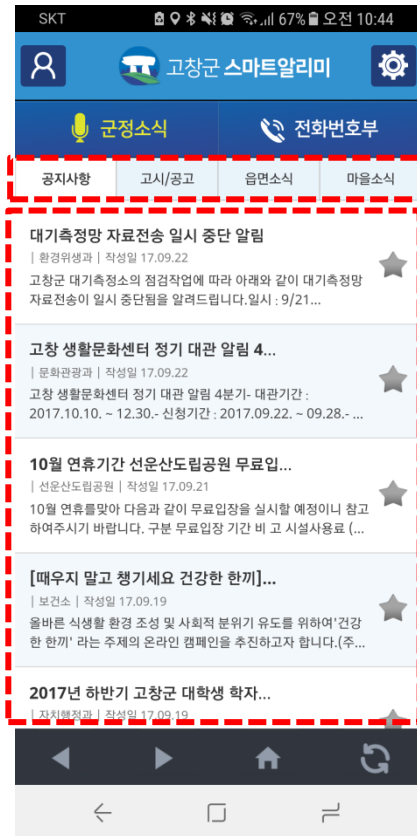 SKT 67% 오전 10:44
고창군 스마트알리미
군정소식 전화번호부
공지사항 고시/공고 읍면소식 마을소식
대기측정망 자료전송 일시 중단 알림
| 환경위생과 | 작성일 17.09.22
고창군 대기측정소의 점검작업에 따라 아래와 같이 대기측정망
자료전송이 일시 중단됨을 알려드립니다.일시 : 9/21...
고창 생활문화센터 정기 대관 알림 4...
| 문화관광과 | 작성일 17.09.22
고창 생활문화센터 정기 대관 알림 4분기- 대관기간 :
2017.10.10. ~ 12.30.- 신청기간 : 2017.09.22. ~ 09.28.- ...
10월 연휴기간 선운산도립공원 무료입...
| 선운산도립공원 | 작성일 17.09.21
10월 연휴를맞아 다음과 같이 무료입장을 실시할 예정이니 참고
하여주시기 바랍니다. 구분 무료입장 기간 비 고 시설사용료 (...
[때우지 말고 챙기세요 건강한 한끼]...
| 보건소 | 작성일 17.09.19
올바른 식생활 환경 조성 및 사회적 분위기 유도를 위하여'건강
한 한끼' 라는 주제의 온라인 캠페인을 추진하고자 합니다.(주...
2017년 하반기 고창군 대학생 학자...
| 자치행정과 | 작성일 17.09.19